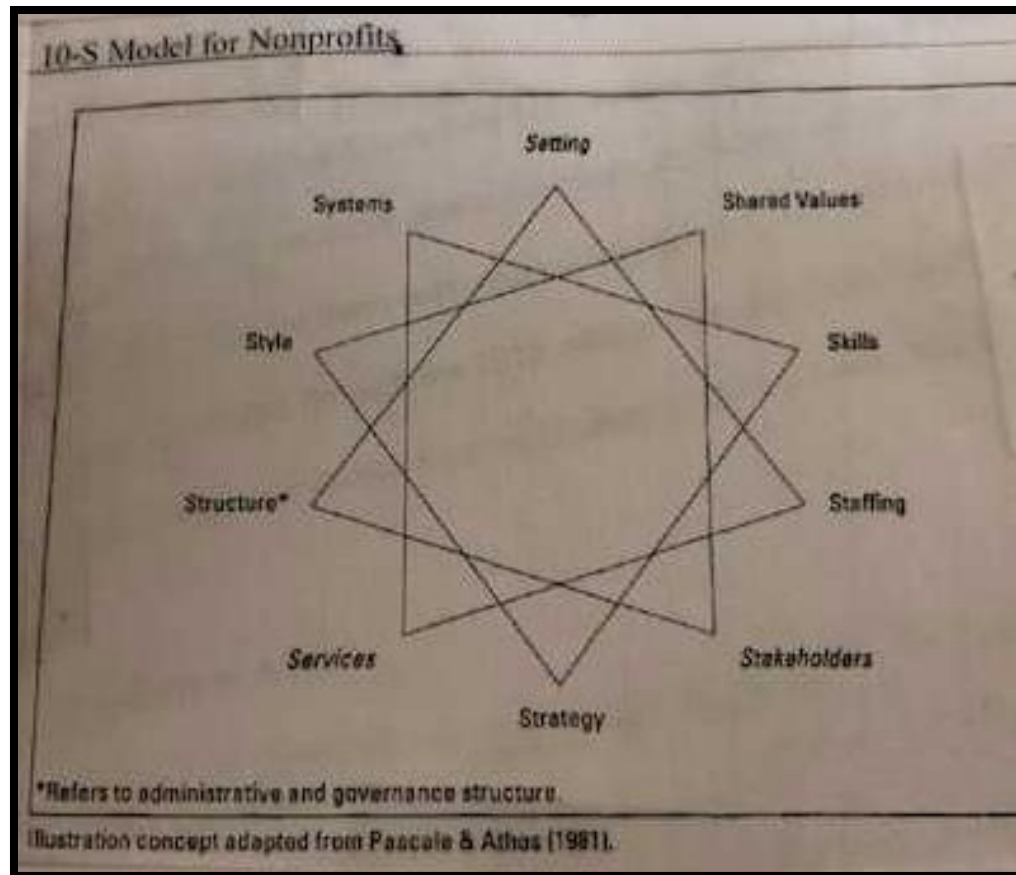 10-S Model for Nonprofits
Setting
Systems
Shared Values
Style
Skills
Structure*
Staffing
Services
Stakeholders
Strategy
*Refers to administrative and governance structure.
Illustration concept adapted from Pascale & Athos (1981).